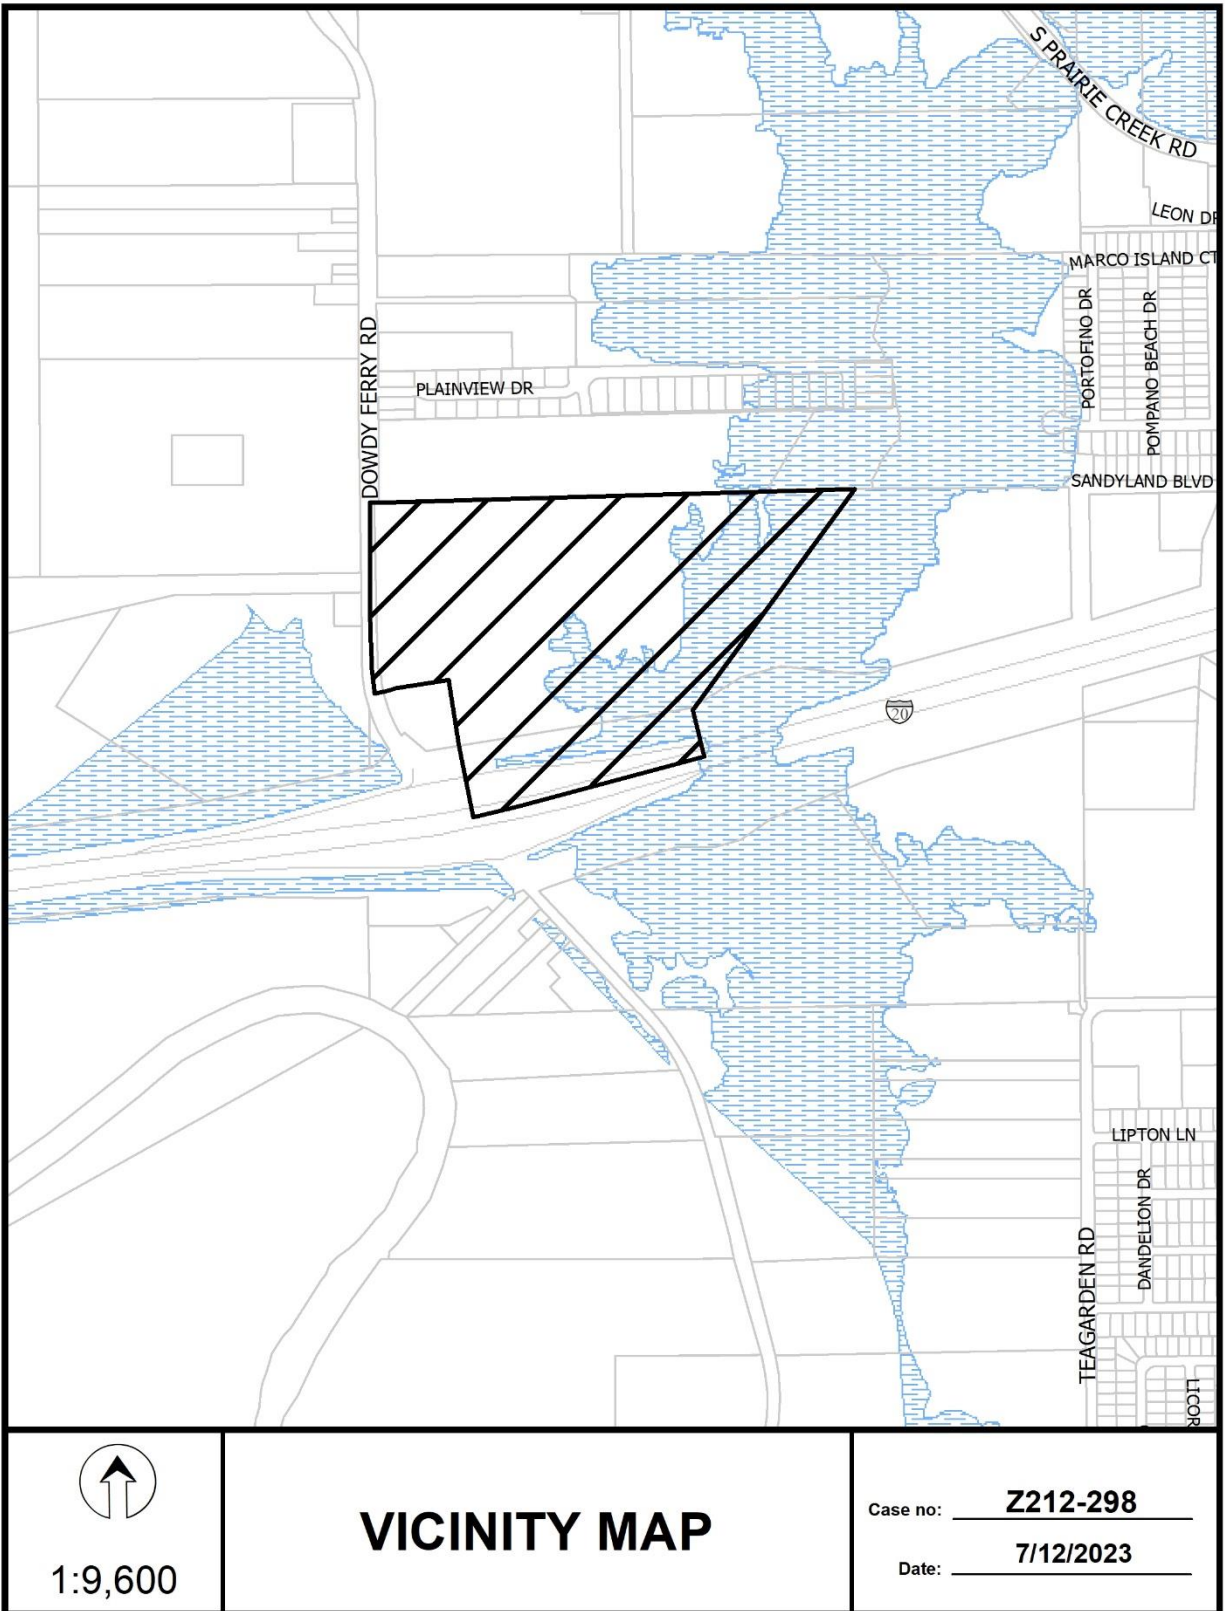 S PRAIRIE CREEK RD
LEON DR
MARCO ISLAND CT
PORTOFINO DR
POMPANO BEACH DR
DOWDY FERRY RD
PLAINVIEW DR
SANDYLAND BLVD
20
LIPTON LN
DANDELION DR
TEAGARDEN RD
LICOR
1:9,600
VICINITY MAP
Case no: Z212-298
Date: 7/12/2023